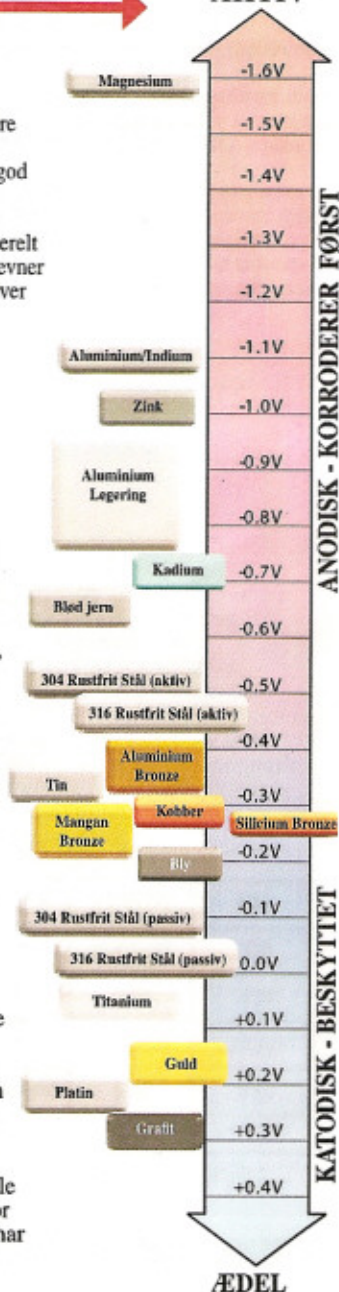 Magnesium
-1.6V
-1.5V
god
-1.4V
-1.3V
-1.2V
Aluminium/Indium
-1.1V
Zink
-1.0V
Aluminium
Legering
-0.9V
-0.8V
Kadium
-0.7V
Blød jern
-0.6V
304 Rustfrit Stål (aktiv)
-0.5V
316 Rustfrit Stål (aktiv)
-0.4V
Aluminium
Bronze
Tin
-0.3V
Kobber
Mangan
Bronze
Silicium Bronze
-0.2V
Bly
304 Rustfrit Stål (passiv)
-0.1V
316 Rustfrit Stål (passiv)
0.0V
Titanium
+0.1V
Guld
+0.2V
Platin
Grafit
+0.3V
+0.4V
ANODISK - KORRODERER FØRST
KATODISK - BESKYTTET
ÆDEL